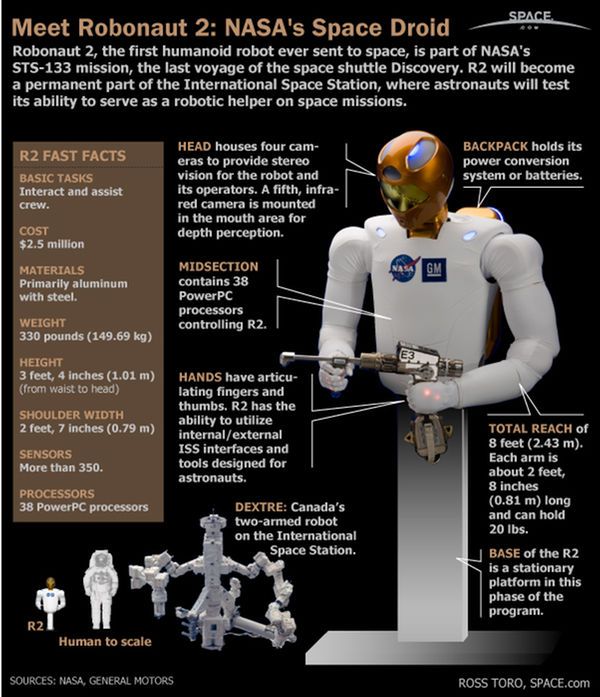 Meet Robonaut 2: NASA's Space Droid
SPACE
.COM
Robonaut 2, the first humanoid robot ever sent to space, is part of NASA's
STS-133 mission, the last voyage of the space shuttle Discovery. R2 will become
a permanent part of the International Space Station, where astronauts will test
its ability to serve as a robotic helper on space missions.
R2 FAST FACTS
BASIC TASKS
Interact and assist
crew.
COST
$2.5 million
MATERIALS
Primarily aluminum
with steel.
WEIGHT
330 pounds (149.69 kg)
HEIGHT
3 feet, 4 inches (1.01 m)
(from waist to head)
SHOULDER WIDTH
2 feet, 7 inches (0.79 m)
SENSORS
More than 350.
PROCESSORS
38 PowerPC processors
HEAD houses four cam-
eras to provide stereo
vision for the robot and
its operators. A fifth, infra-
red camera is mounted
in the mouth area for
depth perception.
BACKPACK holds its
power conversion
system or batteries.
MIDSECTION
contains 38
PowerPC
processors
controlling R2.
NASA
GM
E3
HANDS have articu-
lating fingers and
thumbs. R2 has the
ability to utilize
internal/external
ISS interfaces and
tools designed for
astronauts.
TOTAL REACH of
8 feet (2.43 m).
Each arm is
about 2 feet,
8 inches
(0.81 m) long
and can hold
20 lbs.
DEXTRE: Canada's
two-armed robot
on the International
Space Station.
BASE of the R2
is a stationary
platform in this
phase of the
program.
R2
Human to scale
SOURCES: NASA, GENERAL MOTORS
ROSS TORO, SPACE.com